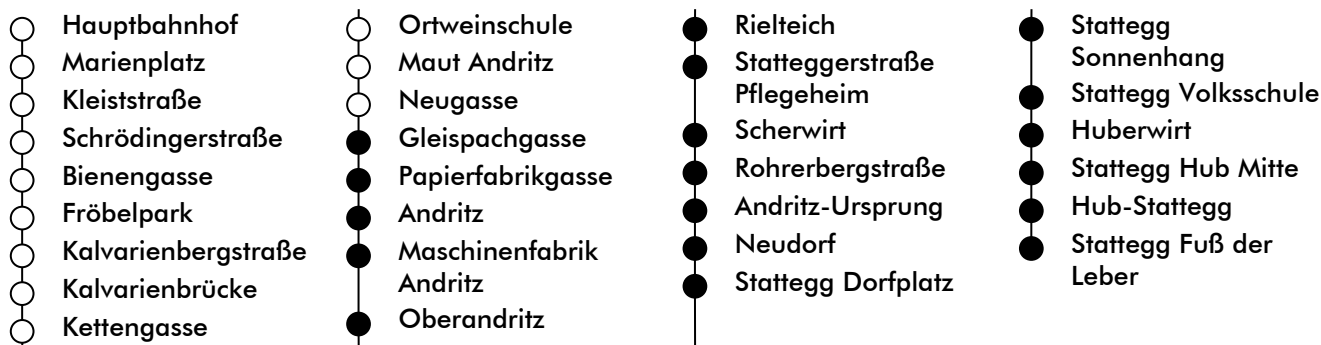 Hauptbahnhof
Marienplatz
Kleiststraße
Schrödingerstraße
Bienengasse
Fröbelpark
Kalvarienbergstraße
Kalvarienbrücke
Kettengasse
Ortweinschule
Maut Andritz
Neugasse
Gleispachgasse
Papierfabrikgasse
Andritz
Maschinenfabrik
Andritz
Oberandritz
Rielteich
Statteggerstraße
Pflegeheim
Scherwirt
Rohrerbergstraße
Andritz-Ursprung
Neudorf
Stattegg Dorfplatz
Stattegg
Sonnenhang
Stattegg Volksschule
Huberwirt
Stattegg Hub Mitte
Hub-Stattegg
Stattegg Fuß der
Leber